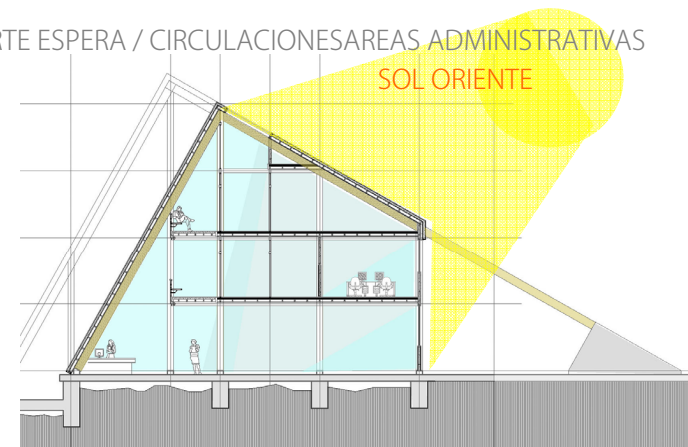 RTE ESPERA / CIRCULACIONESAREAS ADMINISTRATIVAS
SOL ORIENTE